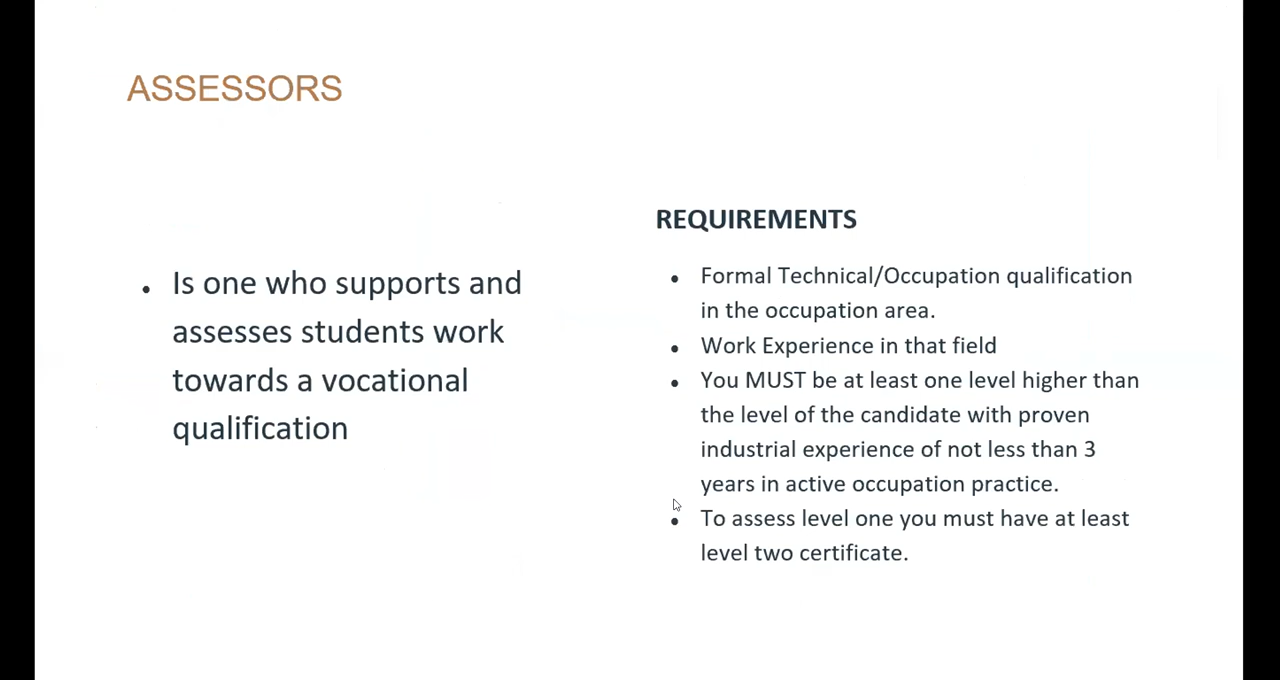 ASSESSORS
• Is one who supports and
assesses students work
towards a vocational
qualification
REQUIREMENTS
• Formal Technical/Occupation qualification
in the occupation area.
• Work Experience in that field
• You MUST be at least one level higher than
the level of the candidate with proven
industrial experience of not less than 3
years in active occupation practice.
• To assess level one you must have at least
level two certificate.